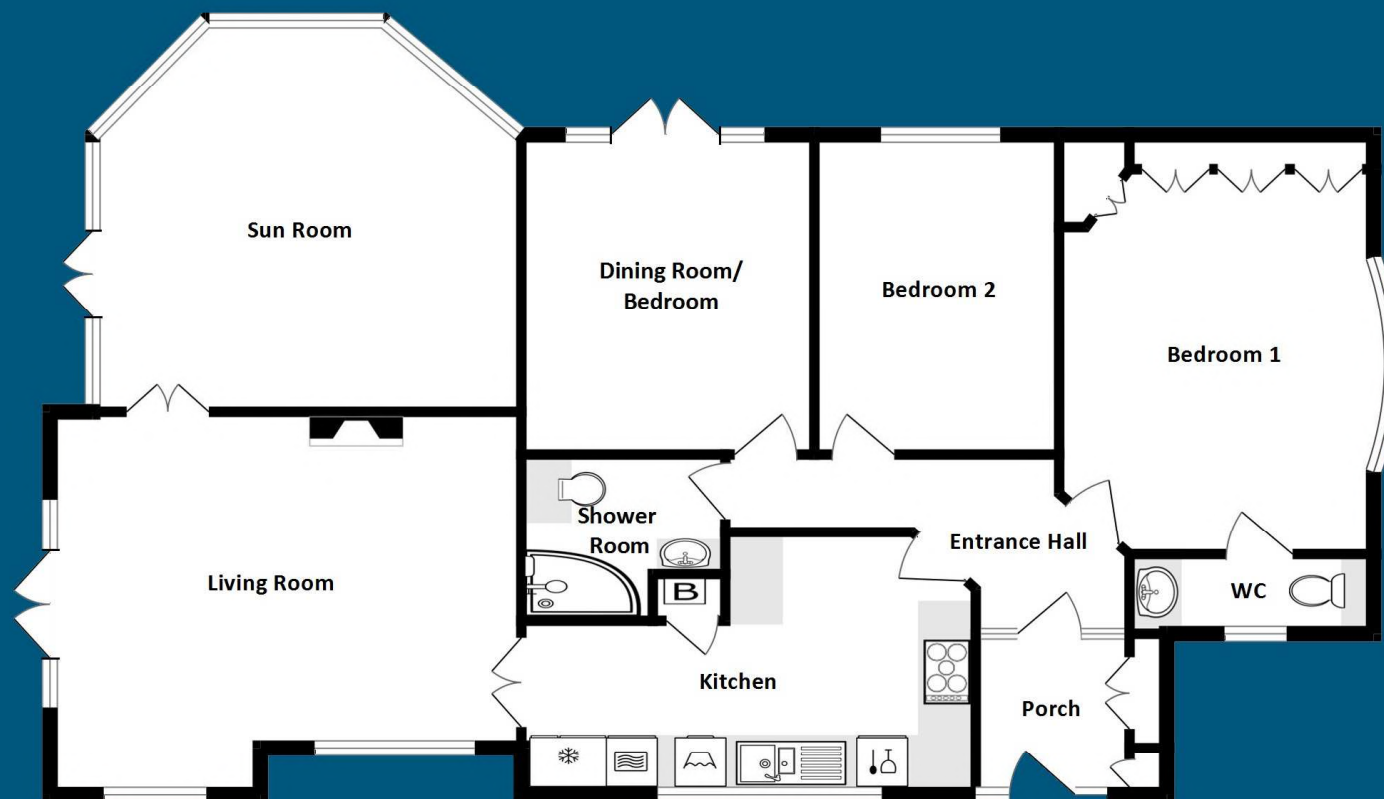 Sun Room
Dining Room/
Bedroom
Bedroom 2
Bedroom 1
Shower
Room
Entrance Hall
Living Room
B
WC
Kitchen
Porch